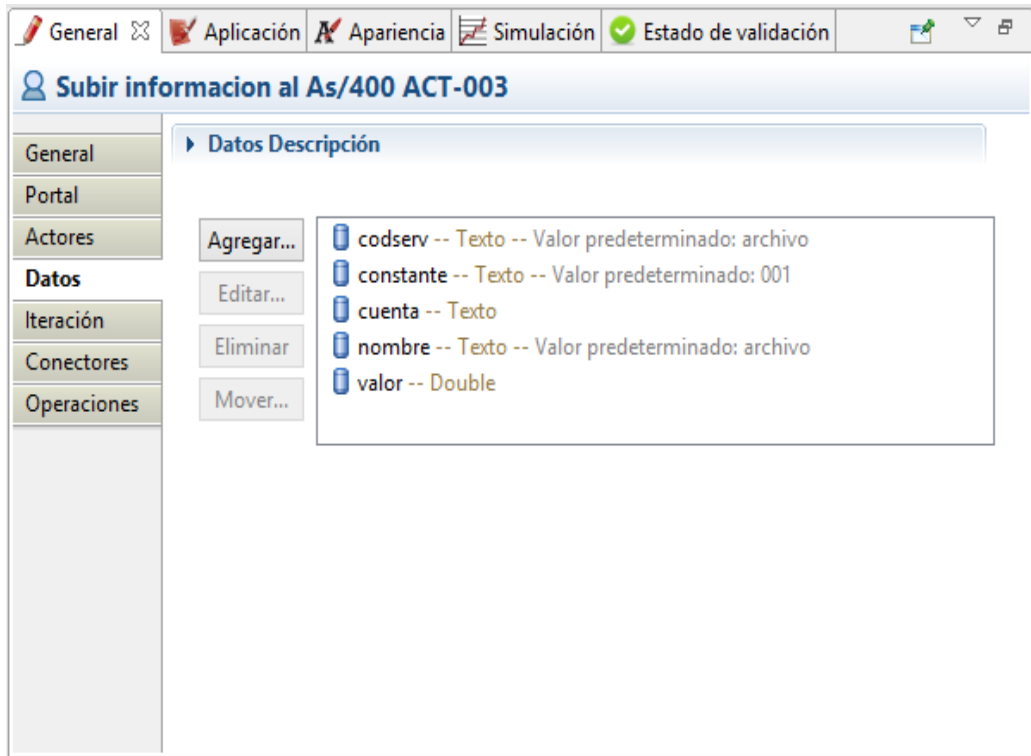 General Aplicación Apariencia Simulación Estado de validación
Subir informacion al As/400 ACT-003
General
Portal
Actores
Datos
Iteración
Conectores
Operaciones
Datos Descripción
Agregar...
Editar...
Eliminar
Mover...
codserv -- Texto -- Valor predeterminado: archivo
constante -- Texto -- Valor predeterminado: 001
cuenta -- Texto
nombre -- Texto -- Valor predeterminado: archivo
valor -- Double